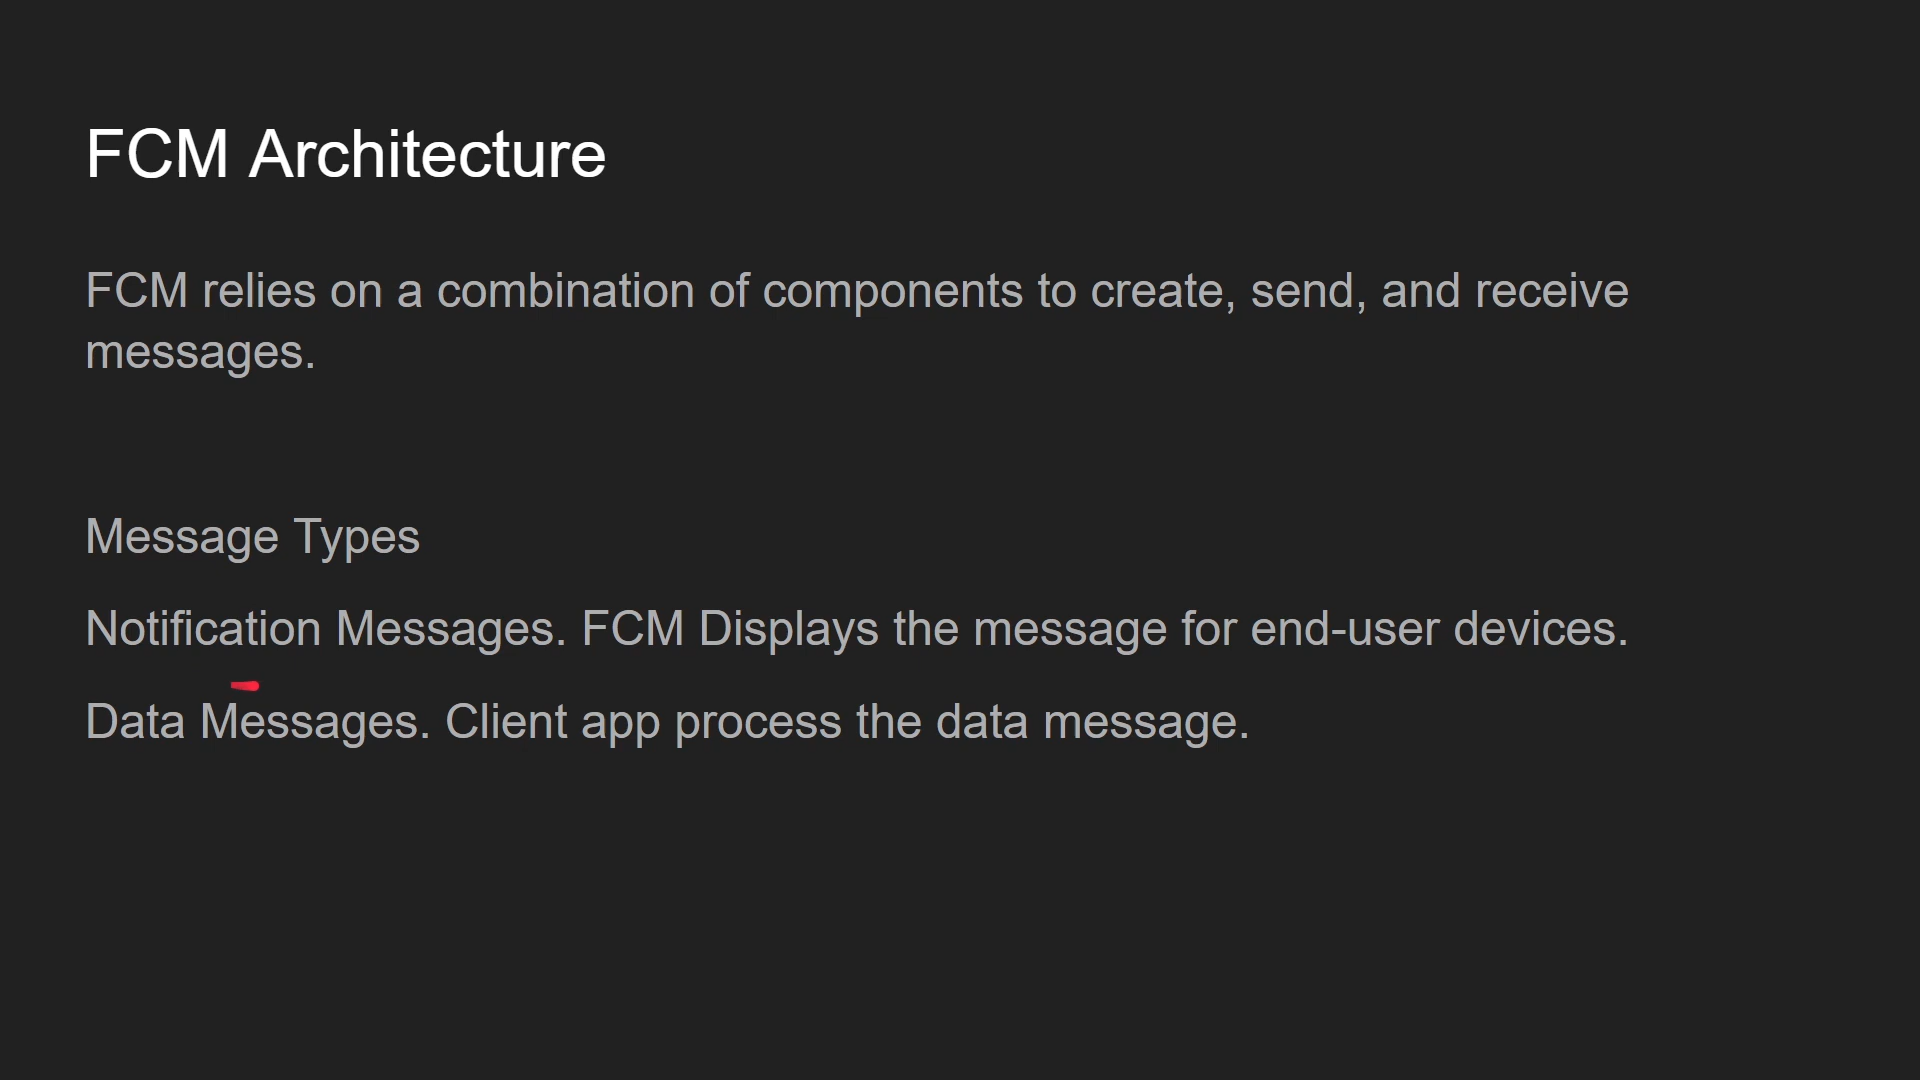 FCM Architecture
FCM relies on a combination of components to create, send, and receive
messages.
Message Types
Notification Messages. FCM Displays the message for end-user devices.
Data Messages. Client app process the data message.